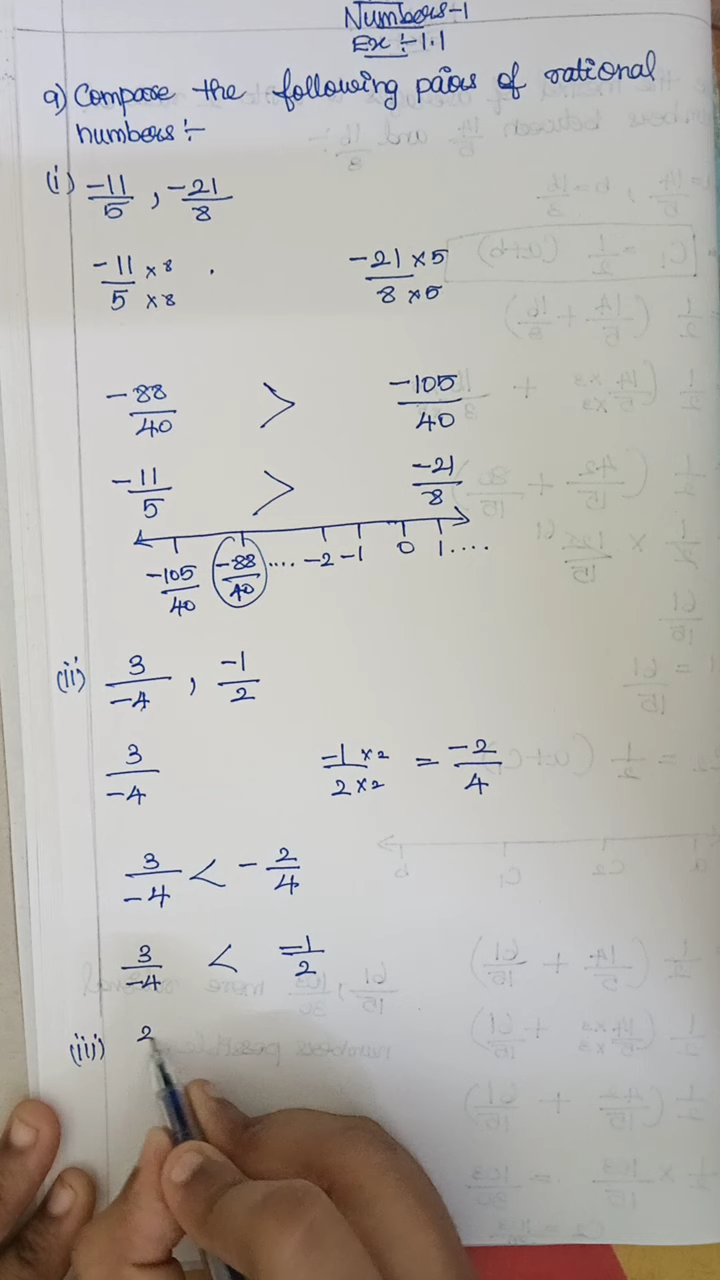 Numbers-1
Ex :- 1.1
9) Compare the following pairs of rational
numbers :-
(i) -11/5 , -21/8
-11/5 ×8/×8 . -21/8 ×5/×5
-88/40 > -105/40
-11/5 > -21/8
-105/40 -88/40 .... -2 -1 0 1 ....
(ii) 3/-4 , -1/2
3/-4 -1/2 ×2/×2 = -2/4
3/-4 < -2/4
3/-4 < -1/2
(iii) 2